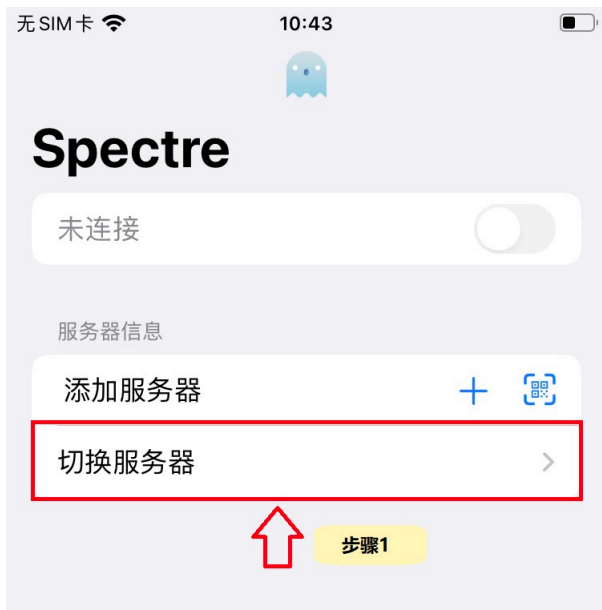 无SIM卡 10:43
Spectre
未连接
服务器信息
添加服务器
切换服务器
步骤1